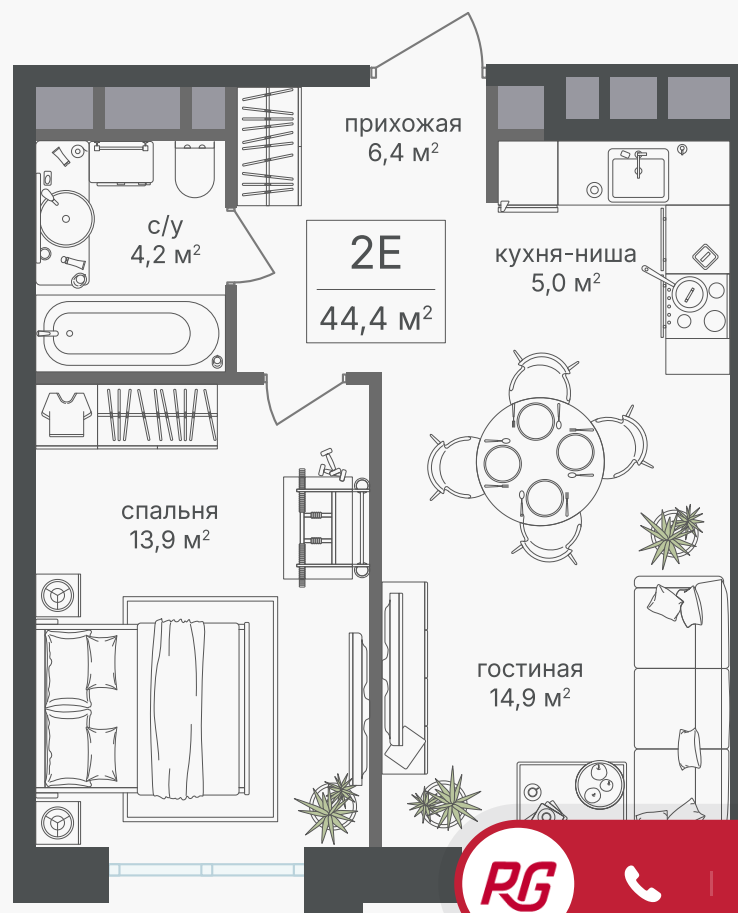 прихожая
6,4 м²
с/у
4,2 м²
2Е
44,4 м²
кухня-ниша
5,0 м²
спальня
13,9 м²
гостиная
14,9 м²
RG